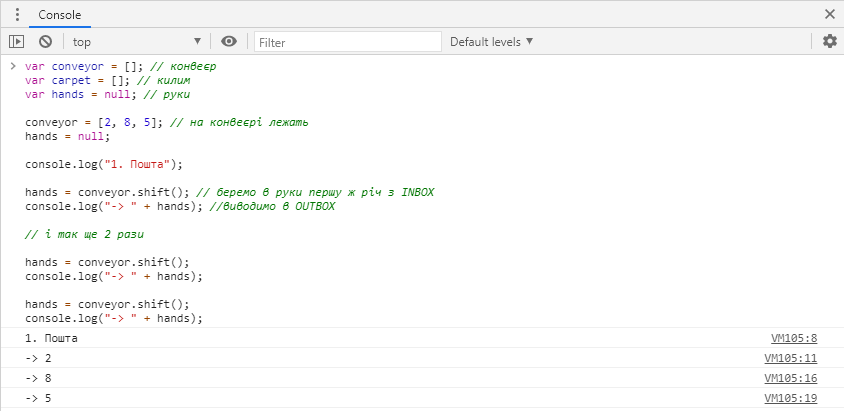 Console
top
Filter
Default levels
var conveyor = []; // конвеєр
var carpet = []; // килим
var hands = null; // руки
conveyor = [2, 8, 5]; // на конвеєрі лежать
hands = null;
console.log("1. Пошта");
hands = conveyor.shift(); // беремо в руки першу ж річ з INBOX
console.log("-> " + hands); //виводимо в OUTBOX
// і так ще 2 рази
hands = conveyor.shift();
console.log("-> " + hands);
hands = conveyor.shift();
console.log("-> " + hands);
1. Пошта VM105:8
-> 2 VM105:11
-> 8 VM105:16
-> 5 VM105:19